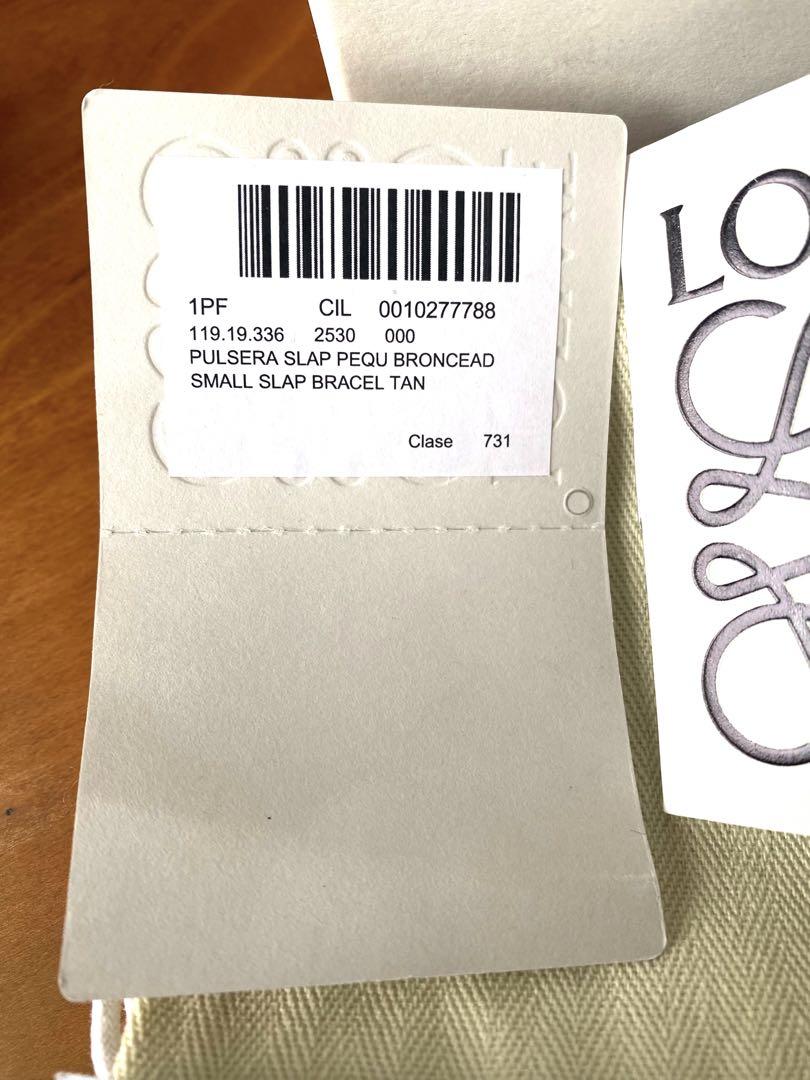 1PF CIL 0010277788
119.19.336 2530 000
PULSERA SLAP PEQU BRONCEAD
SMALL SLAP BRACEL TAN
Clase 731
LO